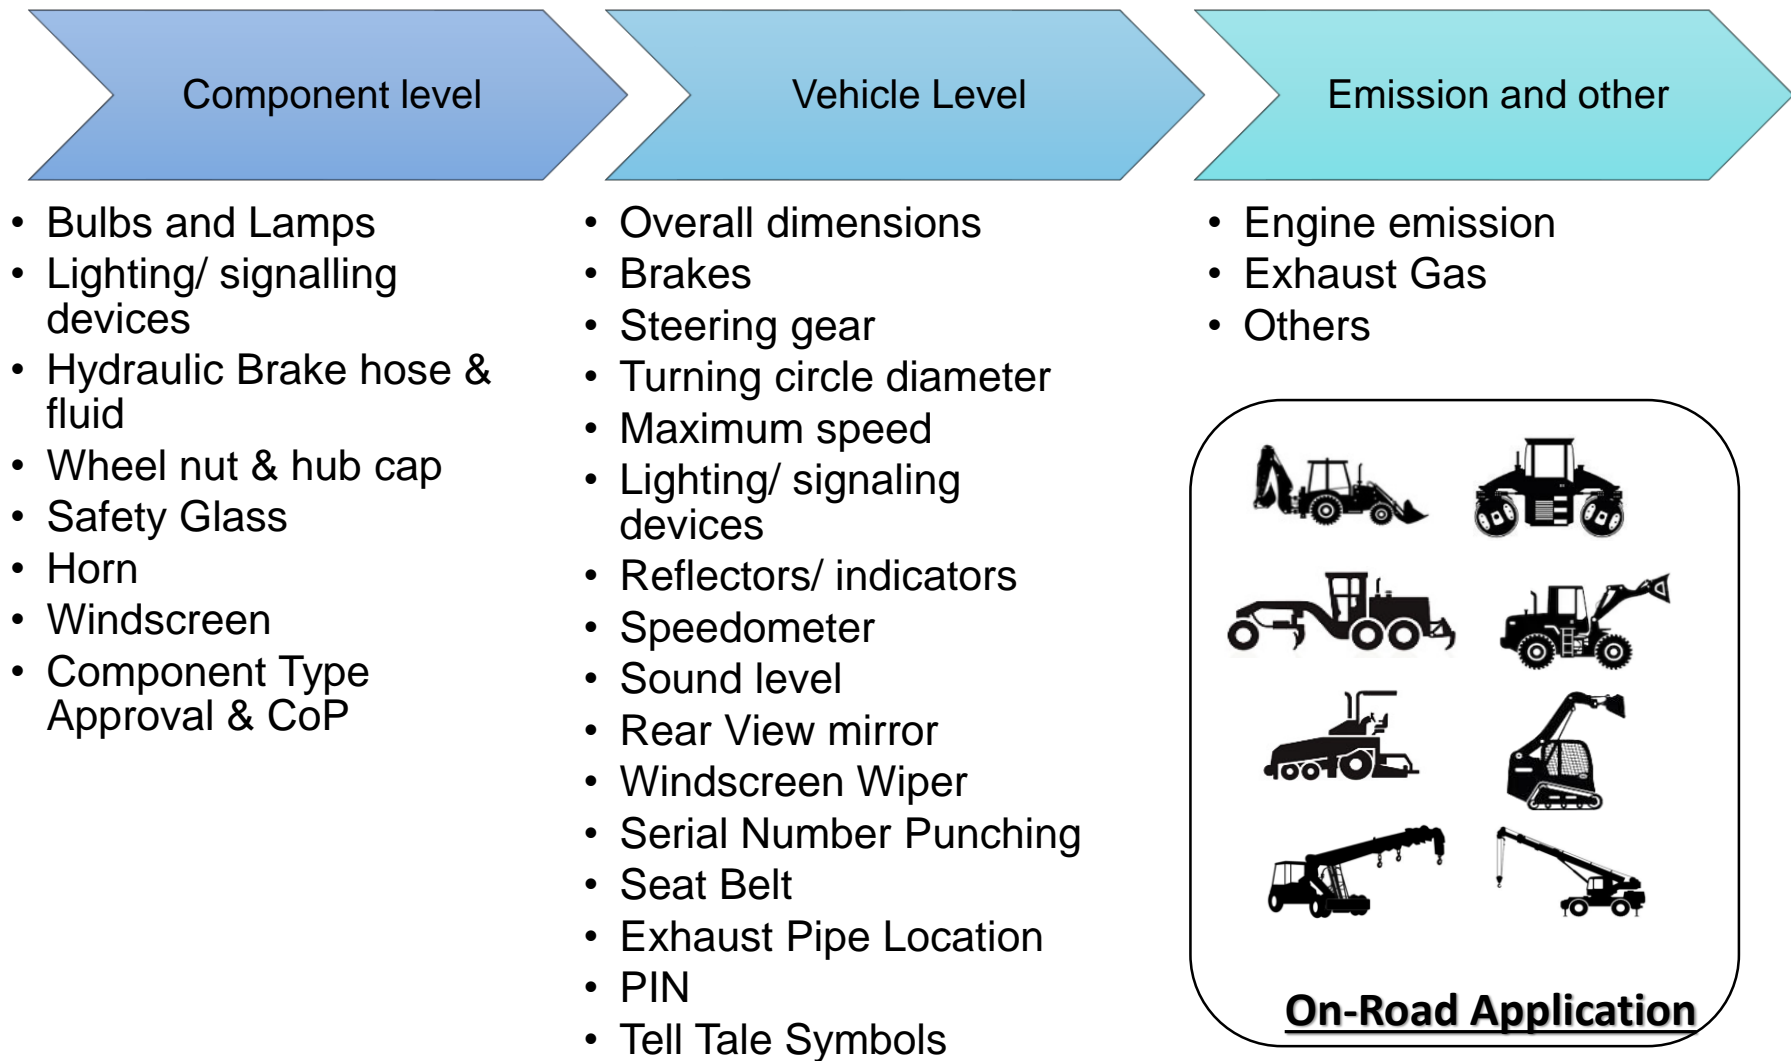 Component level
Vehicle Level
Emission and other
• Bulbs and Lamps
• Lighting/ signalling
devices
• Hydraulic Brake hose &
fluid
• Wheel nut & hub cap
• Safety Glass
• Horn
• Windscreen
• Component Type
Approval & CoP
• Overall dimensions
• Brakes
• Steering gear
• Turning circle diameter
• Maximum speed
• Lighting/ signaling
devices
• Reflectors/ indicators
• Speedometer
• Sound level
• Rear View mirror
• Windscreen Wiper
• Serial Number Punching
• Seat Belt
• Exhaust Pipe Location
• PIN
• Tell Tale Symbols
• Engine emission
• Exhaust Gas
• Others
On-Road Application